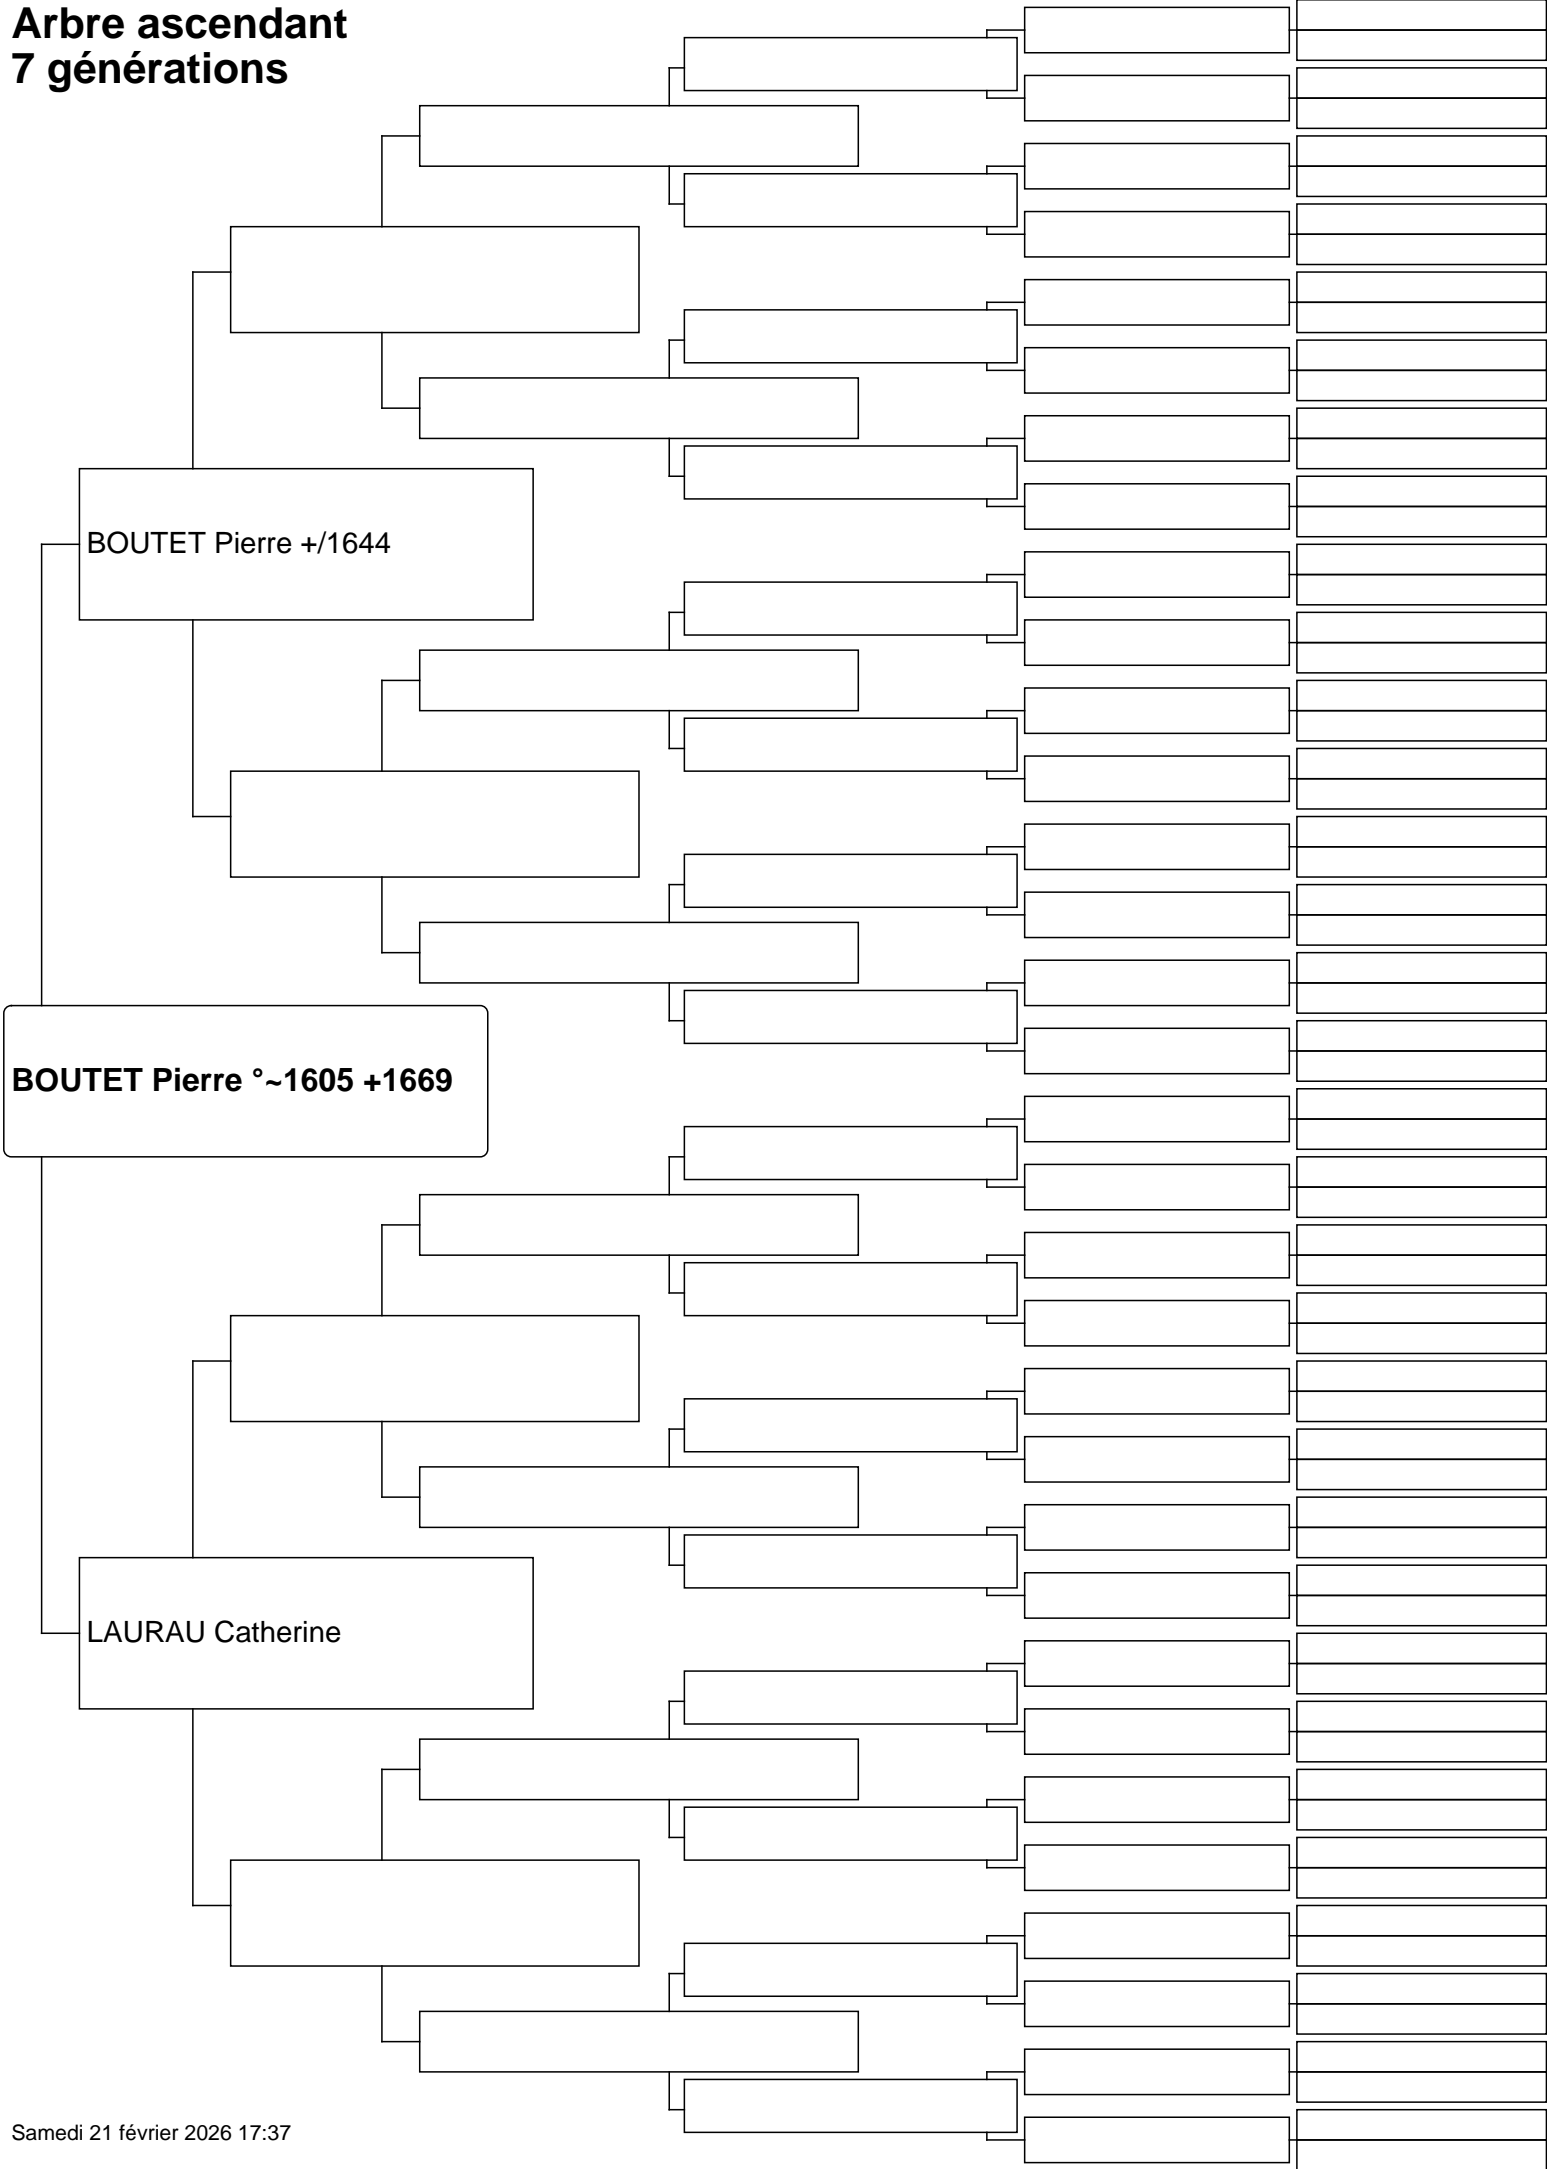 Arbre ascendant
7 générations
BOUTET Pierre +/1644
BOUTET Pierre °~1605 +1669
LAURAU Catherine
Samedi 21 février 2026 17:37